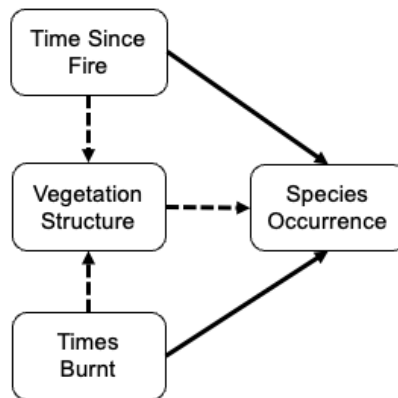 Time Since
Fire
Vegetation
Structure
Species
Occurrence
Times
Burnt